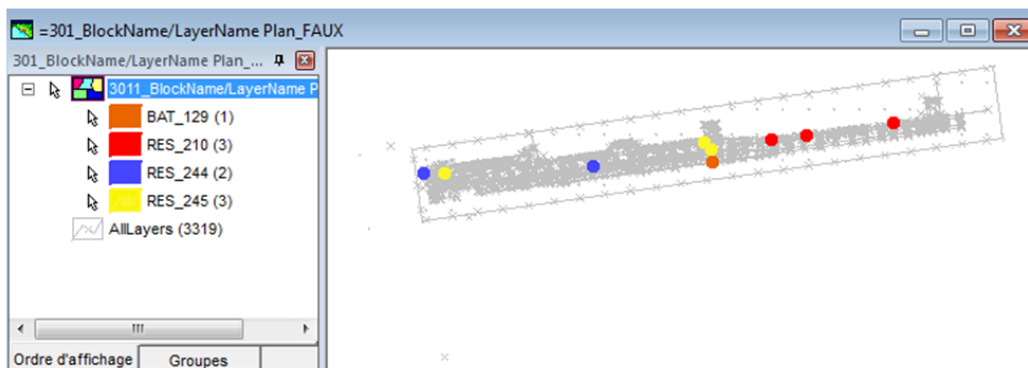 =301_BlockName/LayerName Plan_FAUX
301_BlockName/LayerName Plan_...
3011_BlockName/LayerName P
BAT_129 (1)
RES_210 (3)
RES_244 (2)
RES_245 (3)
AllLayers (3319)
Ordre d'affichage
Groupes